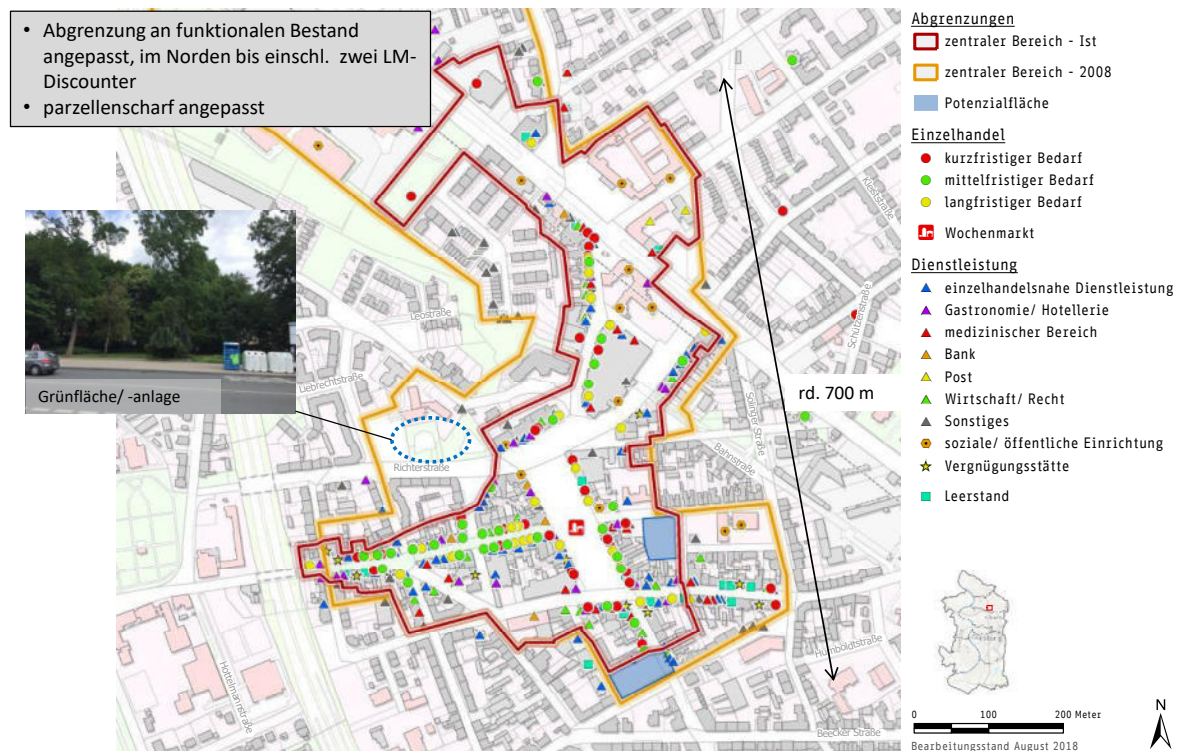 • Abgrenzung an funktionalen Bestand
angepasst, im Norden bis einschl. zwei LM-
Discounter
• parzellenscharf angepasst
Grünfläche/ -anlage
Leostraße
Liebrechtstraße
Richterstraße
Hottelmannstraße
Kleetstraße
Schützenstraße
Solinger Straße
Bahnstraße
rd. 700 m
Humboldtstraße
Beecker Straße
Abgrenzungen
zentraler Bereich - Ist
zentraler Bereich - 2008
Potenzialfläche
Einzelhandel
kurzfristiger Bedarf
mittelfristiger Bedarf
langfristiger Bedarf
Wochenmarkt
Dienstleistung
einzelhandelsnahe Dienstleistung
Gastronomie/ Hotellerie
medizinischer Bereich
Bank
Post
Wirtschaft/ Recht
Sonstiges
soziale/ öffentliche Einrichtung
Vergnügungsstätte
Leerstand
0 100 200 Meter
Bearbeitungsstand August 2018
N